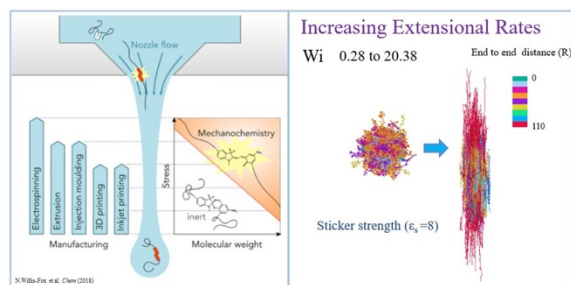 Nozzle flow
Electrospinning
Extrusion
Injection moulding
3D printing
Inkjet printing
Manufacturing
Stress
Mechanochemistry
inert
Molecular weight
N.Willis-Fox et al, Chem (2018)
Increasing Extensional Rates
Wi 0.28 to 20.38
End to end distance (R)
0
110
Sticker strength (εs =8)